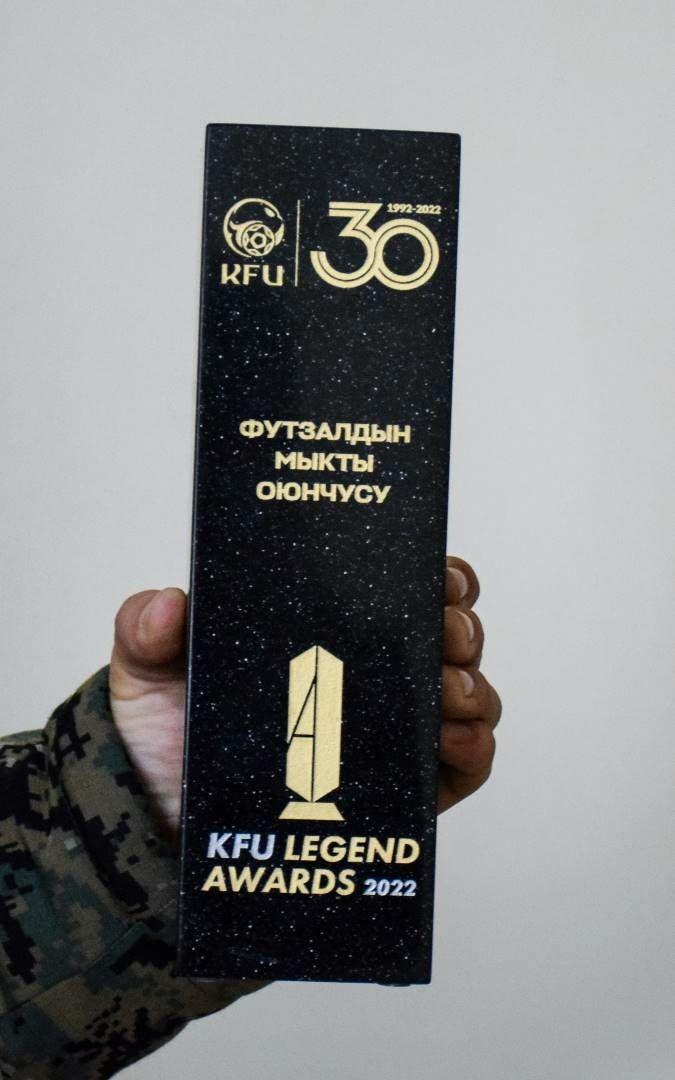 KFU
30
1992-2022
ФУТЗАЛДЫН
МЫКТЫ
ОЮНЧУСУ
KFU LEGEND
AWARDS 2022